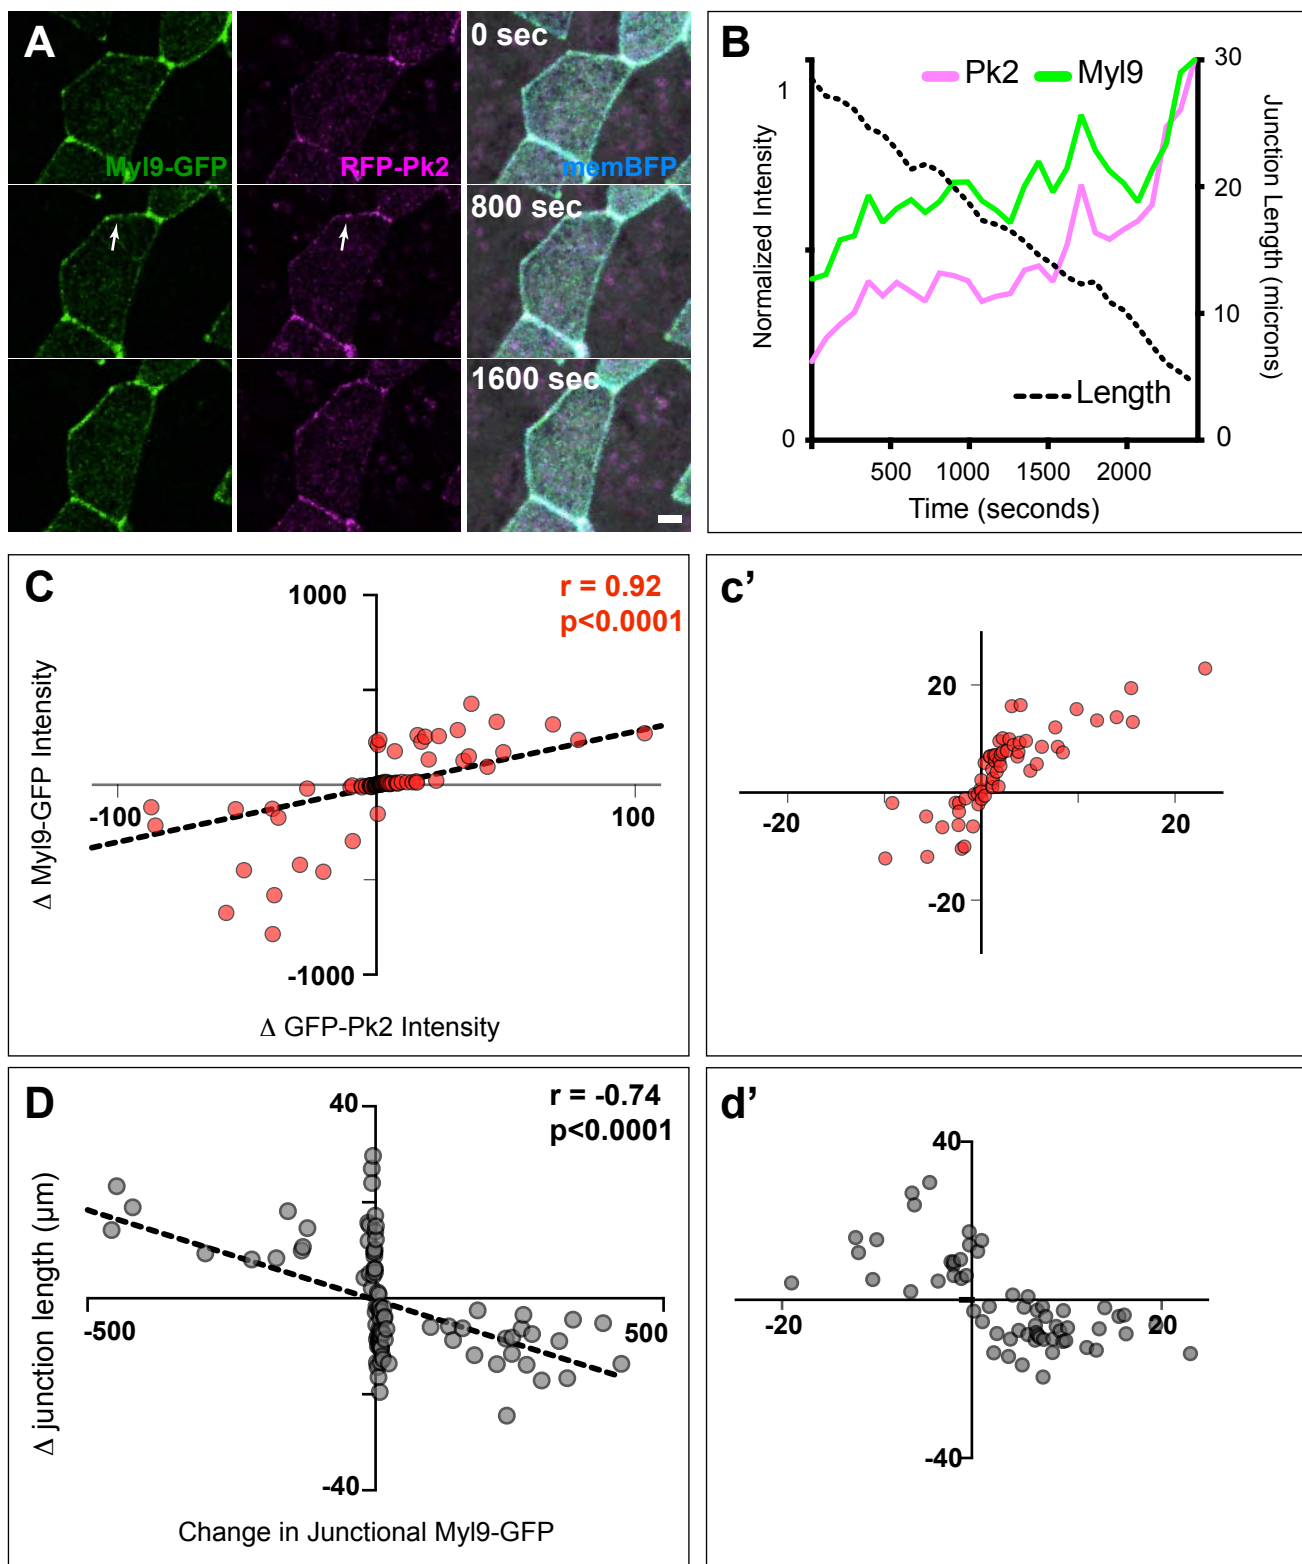 A
Myl9-GFP
RFP-Pk2
0 sec
memBFP
800 sec
1600 sec
B
Pk2 Myl9
1
0
Normalized Intensity
30
20
10
0
Junction Length (microns)
Length
500 1000 1500 2000
Time (seconds)
C
r = 0.92
p<0.0001
1000
-100 100
-1000
Δ Myl9-GFP Intensity
Δ GFP-Pk2 Intensity
c’
20
-20 20
-20
D
r = -0.74
p<0.0001
40
-500 500
-40
Δ junction length (μm)
Change in Junctional Myl9-GFP
d’
40
-20 20
-40